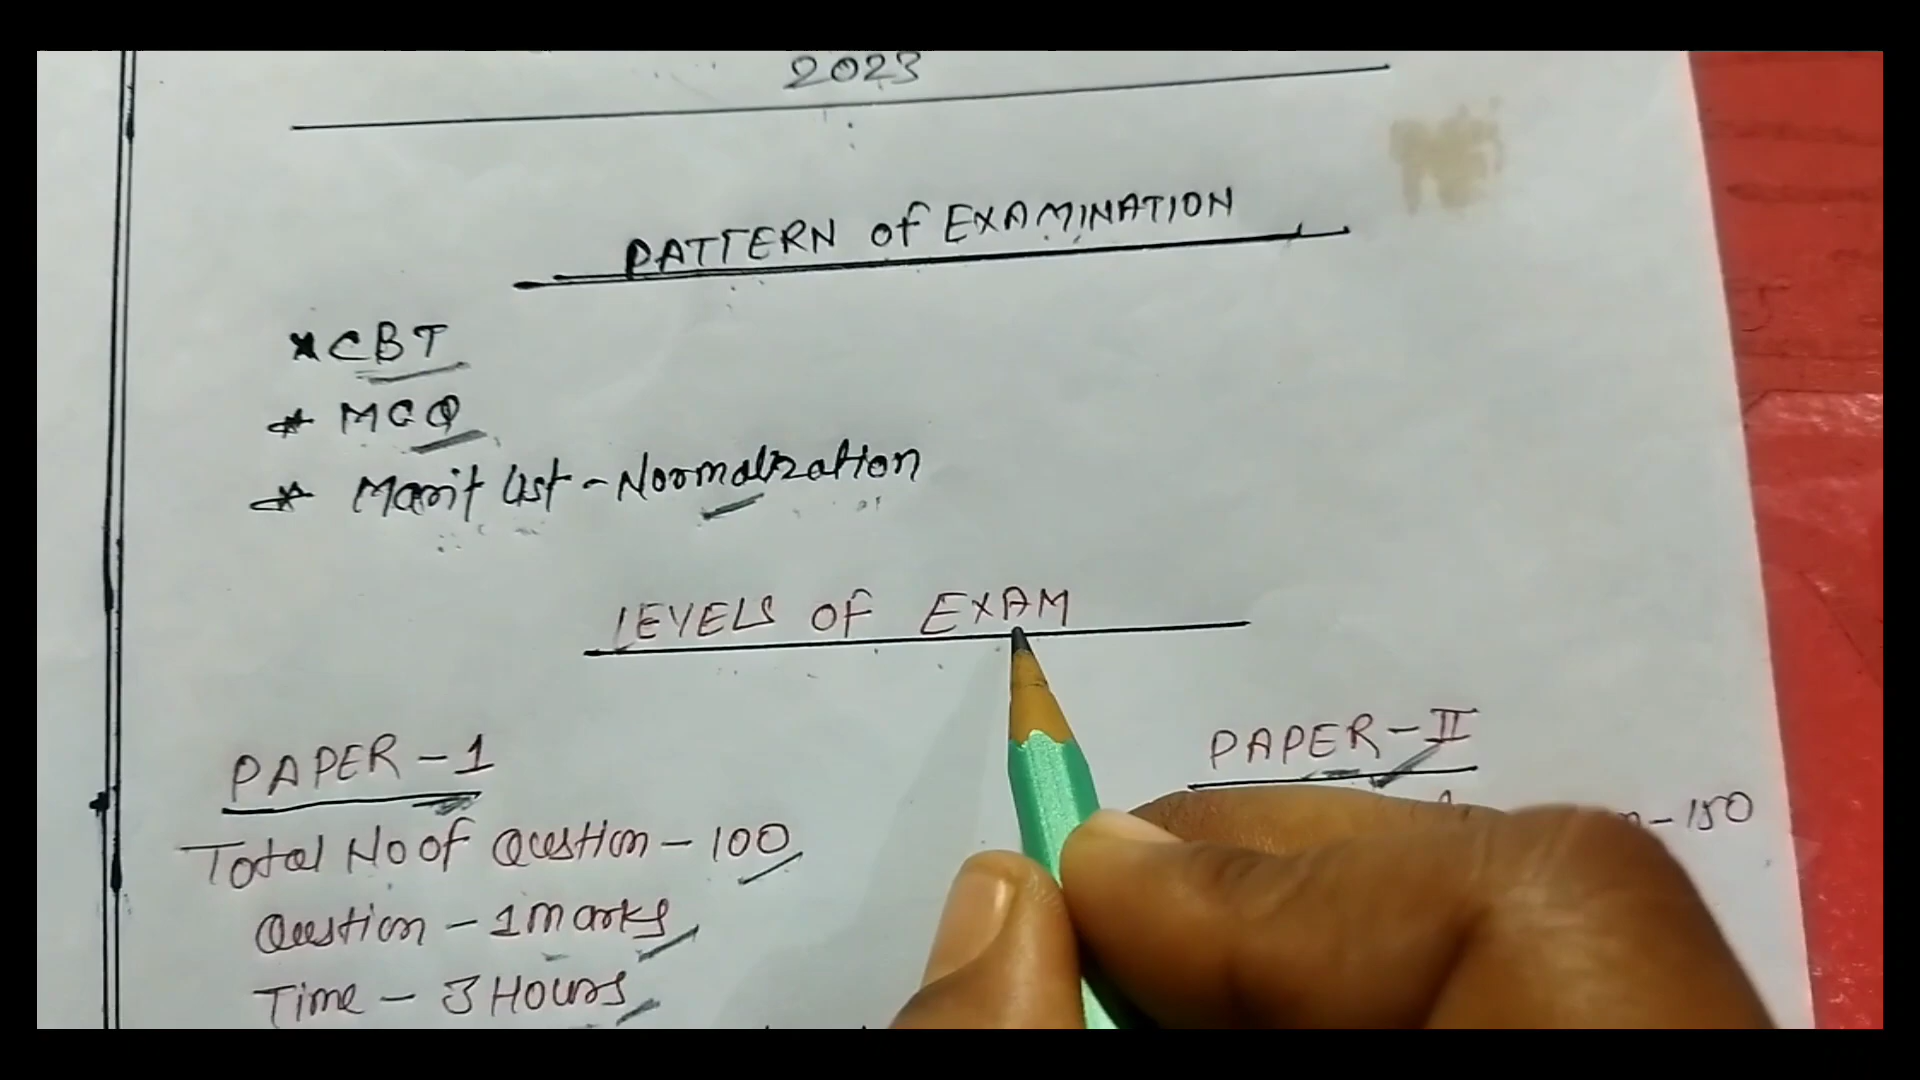 2023
PATTERN of EXAMINATION
* CBT
* MCQ
* Marit List - Normalization
LEVELS OF EXAM
PAPER - 1
Total No of Question - 100
Question - 1 Marks
Time - 3 Hours
PAPER - II
- 150